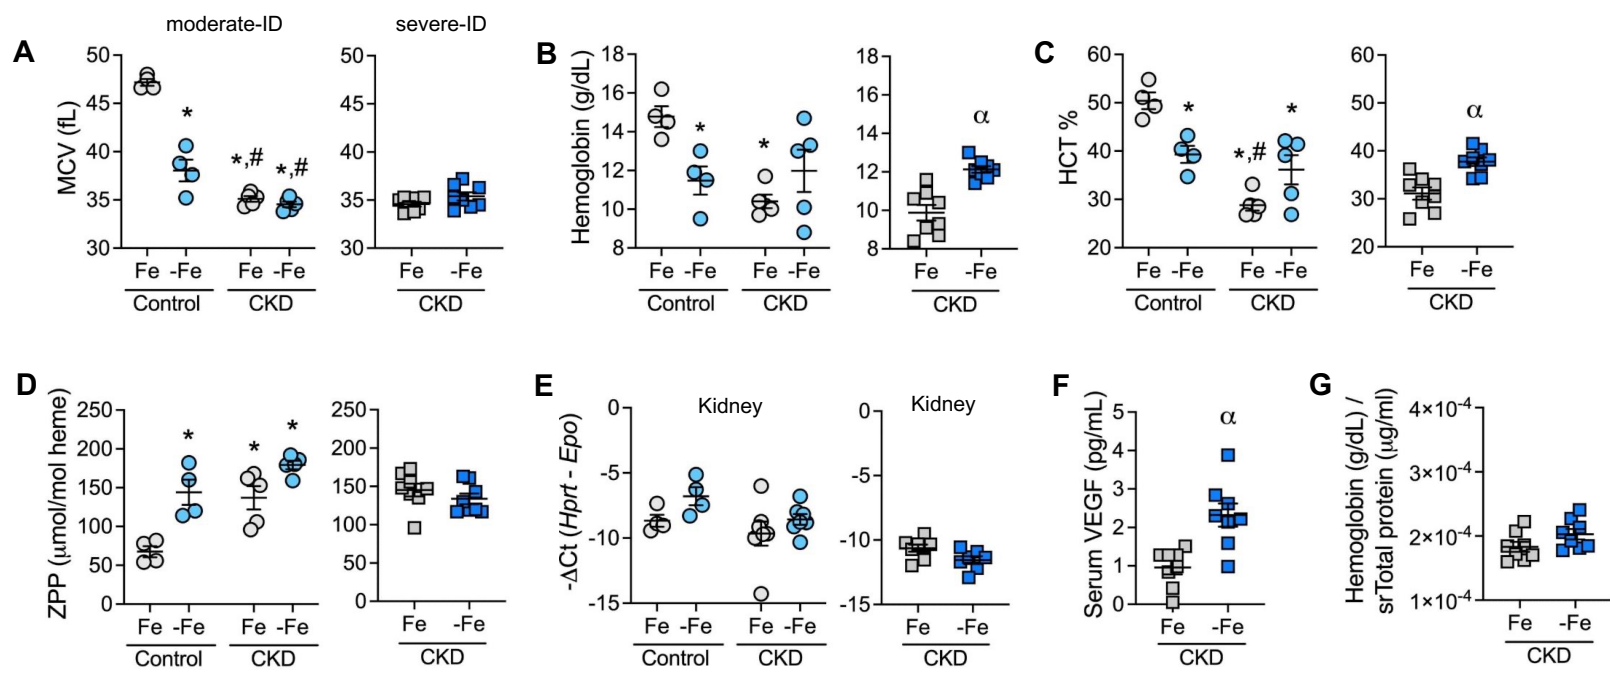 moderate-ID severe-ID
A
MCV (fL)
50 45 40 35 30
* *,# *,#
Fe -Fe Fe -Fe
Control CKD
50 45 40 35 30
Fe -Fe
CKD
B
Hemoglobin (g/dL)
18 16 14 12 10 8
* *
Fe -Fe Fe -Fe
Control CKD
18 16 14 12 10 8
α
Fe -Fe
CKD
C
HCT %
60 50 40 30 20
* *,# *
Fe -Fe Fe -Fe
Control CKD
60 50 40 30 20
α
Fe -Fe
CKD
D
ZPP (μmol/mol heme)
250 200 150 100 50 0
* * *
Fe -Fe Fe -Fe
Control CKD
250 200 150 100 50 0
Fe -Fe
CKD
E
-ΔCt (Hprt - Epo)
Kidney
0 -5 -10 -15
Fe -Fe Fe -Fe
Control CKD
Kidney
0 -5 -10 -15
Fe -Fe
CKD
F
Serum VEGF (pg/mL)
5 4 3 2 1 0
α
Fe -Fe
CKD
G
Hemoglobin (g/dL) /
srTotal protein (μg/ml)
4×10⁻⁴ 3×10⁻⁴ 2×10⁻⁴ 1×10⁻⁴
Fe -Fe
CKD